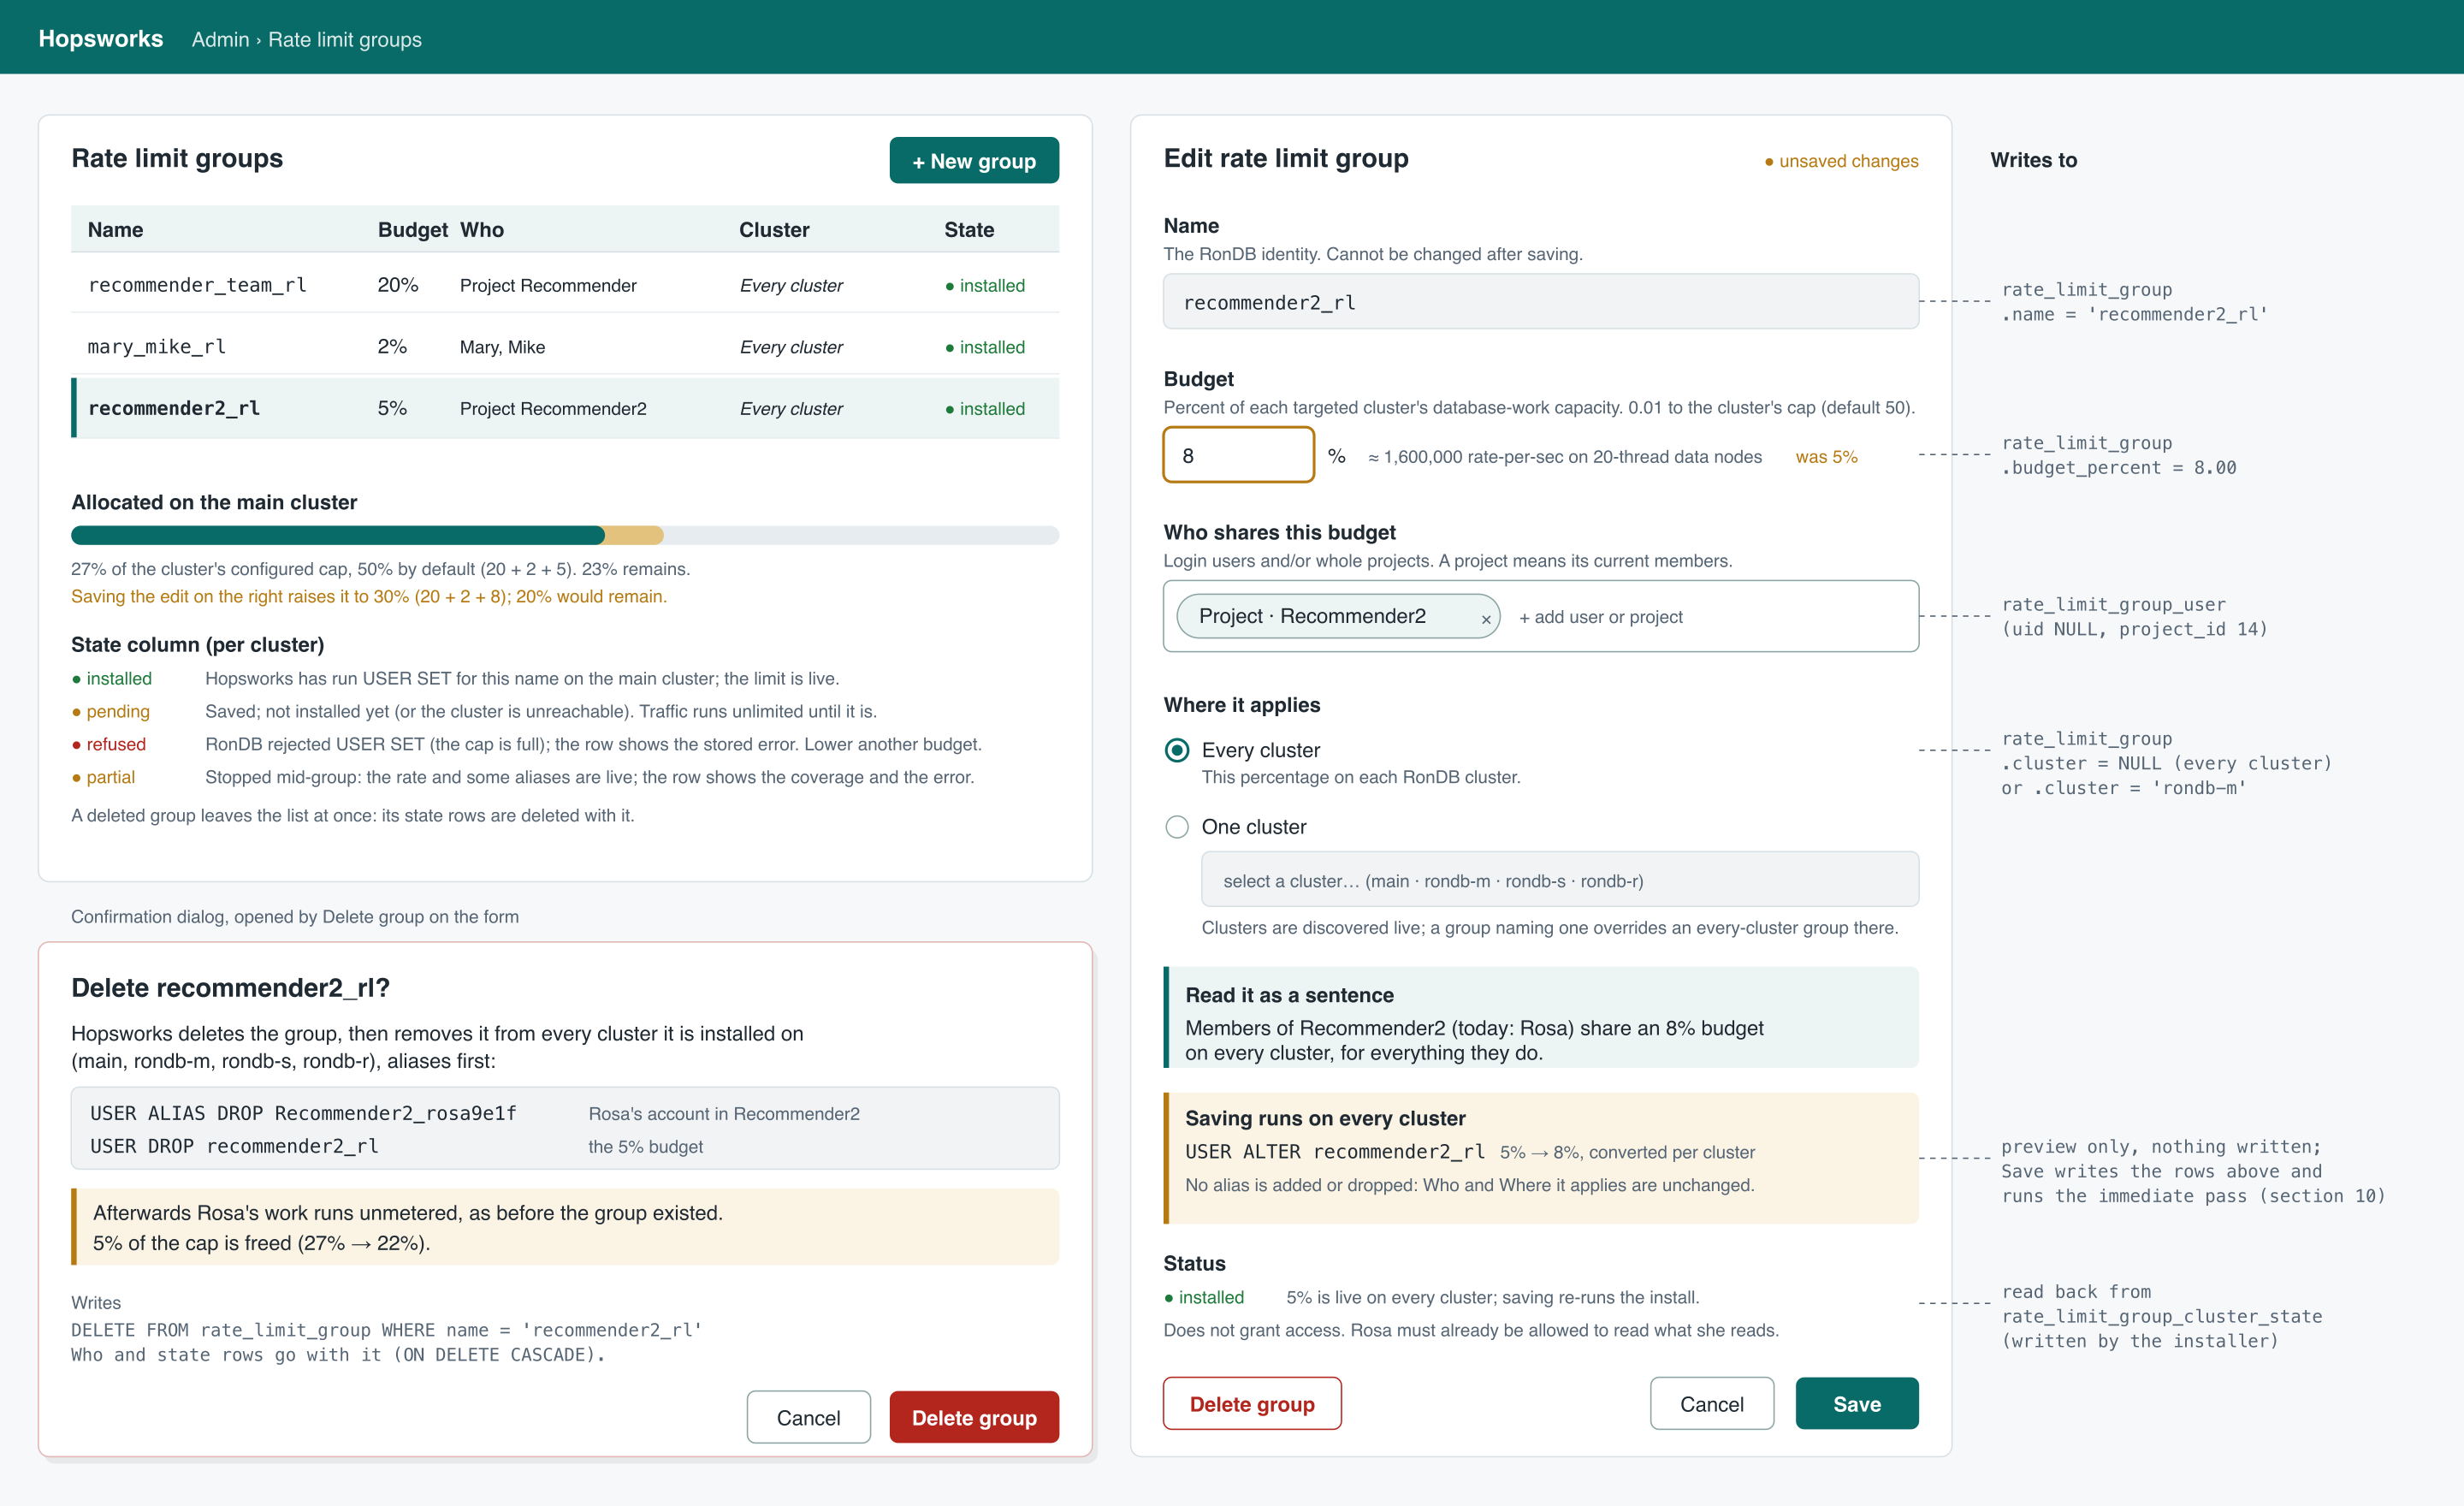 Hopsworks Admin › Rate limit groups
Rate limit groups
+ New group
Name Budget Who Cluster State
recommender_team_rl 20% Project Recommender Every cluster ● installed
mary_mike_rl 2% Mary, Mike Every cluster ● installed
recommender2_rl 5% Project Recommender2 Every cluster ● installed
Allocated on the main cluster
27% of the cluster's configured cap, 50% by default (20 + 2 + 5). 23% remains.
Saving the edit on the right raises it to 30% (20 + 2 + 8); 20% would remain.
State column (per cluster)
● installed Hopsworks has run USER SET for this name on the main cluster; the limit is live.
● pending Saved; not installed yet (or the cluster is unreachable). Traffic runs unlimited until it is.
● refused RonDB rejected USER SET (the cap is full); the row shows the stored error. Lower another budget.
● partial Stopped mid-group: the rate and some aliases are live; the row shows the coverage and the error.
A deleted group leaves the list at once: its state rows are deleted with it.
Confirmation dialog, opened by Delete group on the form
Delete recommender2_rl?
Hopsworks deletes the group, then removes it from every cluster it is installed on
(main, rondb-m, rondb-s, rondb-r), aliases first:
USER ALIAS DROP Recommender2_rosa9e1f Rosa's account in Recommender2
USER DROP recommender2_rl the 5% budget
Afterwards Rosa's work runs unmetered, as before the group existed.
5% of the cap is freed (27% → 22%).
Writes
DELETE FROM rate_limit_group WHERE name = 'recommender2_rl'
Who and state rows go with it (ON DELETE CASCADE).
Cancel Delete group
Edit rate limit group ● unsaved changes
Name
The RonDB identity. Cannot be changed after saving.
recommender2_rl
Budget
Percent of each targeted cluster's database-work capacity. 0.01 to the cluster's cap (default 50).
8 % ≈ 1,600,000 rate-per-sec on 20-thread data nodes was 5%
Who shares this budget
Login users and/or whole projects. A project means its current members.
Project · Recommender2 × + add user or project
Where it applies
Every cluster
This percentage on each RonDB cluster.
One cluster
select a cluster… (main · rondb-m · rondb-s · rondb-r)
Clusters are discovered live; a group naming one overrides an every-cluster group there.
Read it as a sentence
Members of Recommender2 (today: Rosa) share an 8% budget
on every cluster, for everything they do.
Saving runs on every cluster
USER ALTER recommender2_rl 5% → 8%, converted per cluster
No alias is added or dropped: Who and Where it applies are unchanged.
Status
● installed 5% is live on every cluster; saving re-runs the install.
Does not grant access. Rosa must already be allowed to read what she reads.
Delete group Cancel Save
Writes to
rate_limit_group
.name = 'recommender2_rl'
rate_limit_group
.budget_percent = 8.00
rate_limit_group_user
(uid NULL, project_id 14)
rate_limit_group
.cluster = NULL (every cluster)
or .cluster = 'rondb-m'
preview only, nothing written;
Save writes the rows above and
runs the immediate pass (section 10)
read back from
rate_limit_group_cluster_state
(written by the installer)